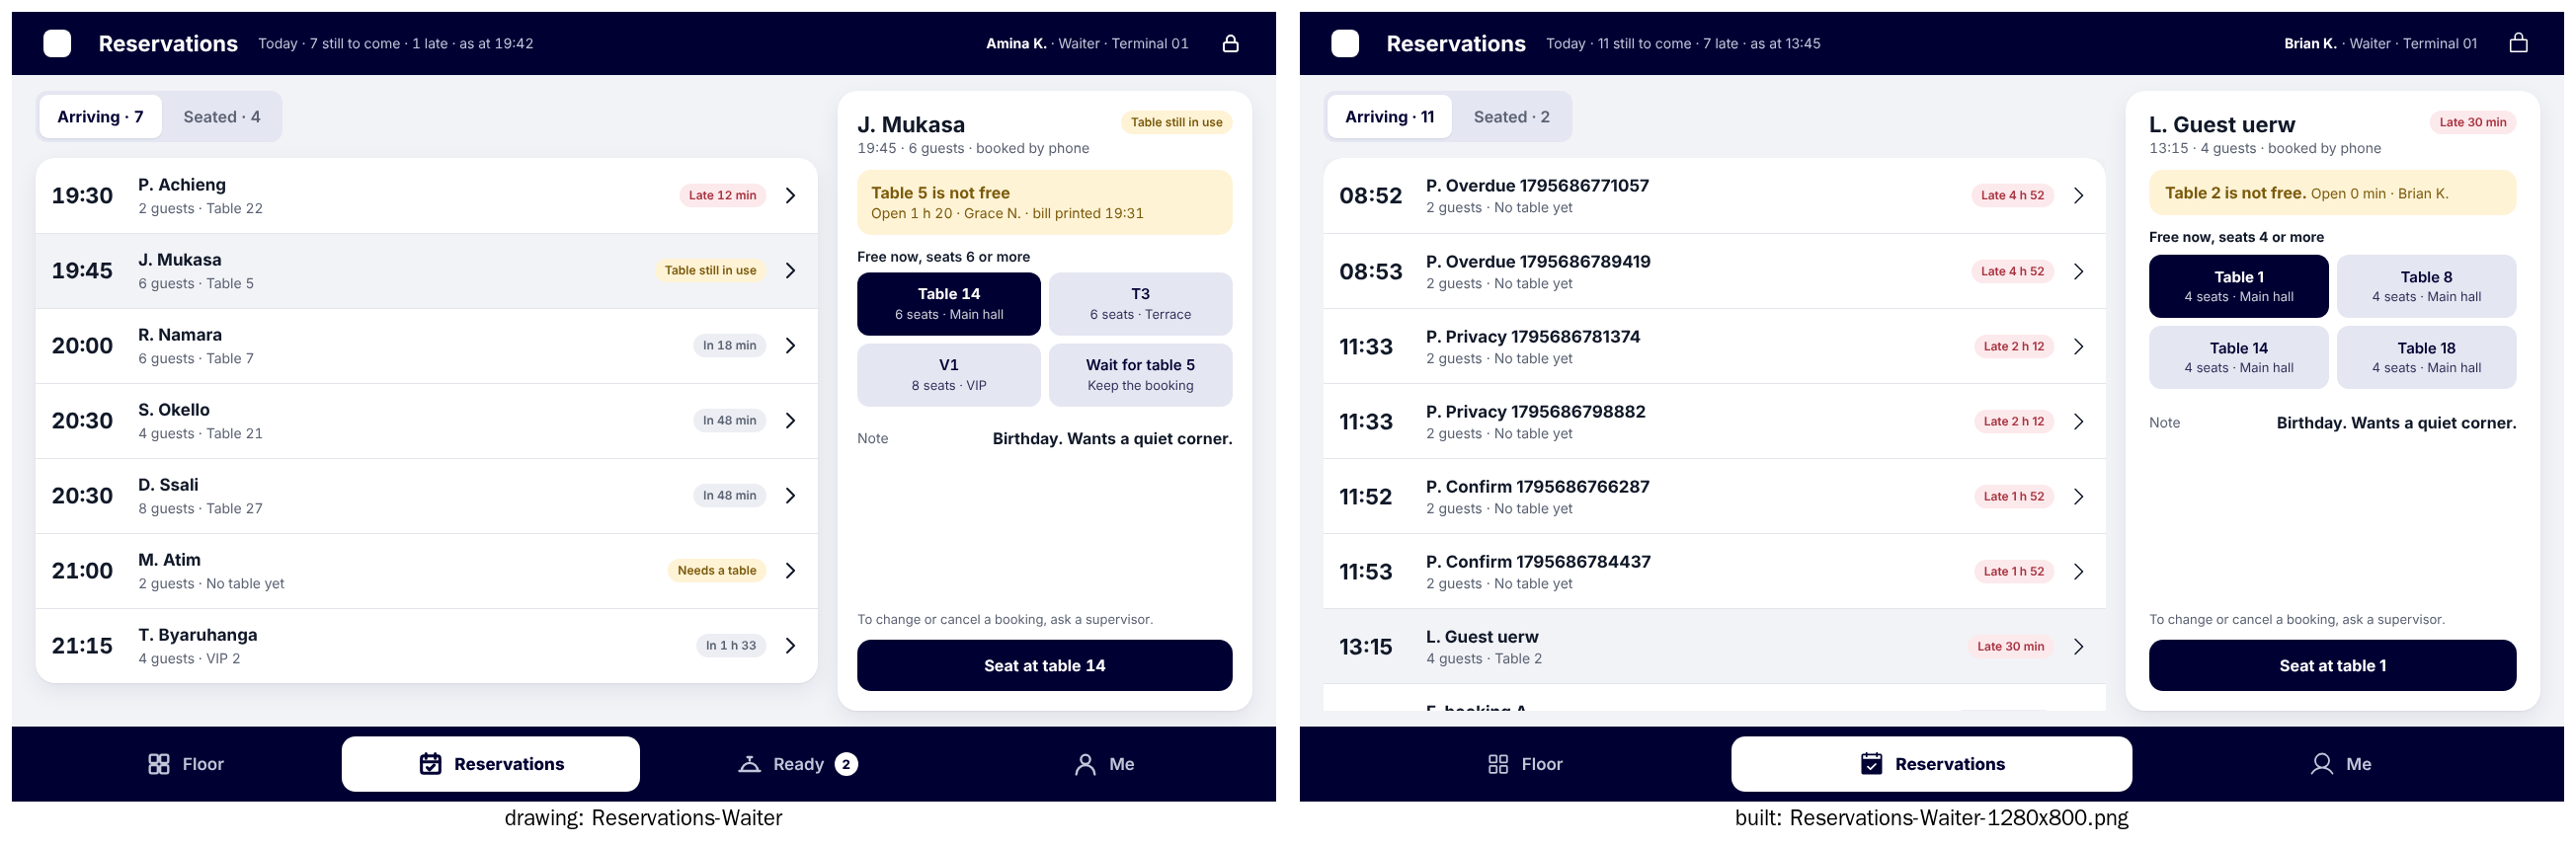 Reservations
Today · 7 still to come · 1 late · as at 19:42
Amina K. · Waiter · Terminal 01
Arriving · 7
Seated · 4
19:30
P. Achieng
2 guests · Table 22
Late 12 min
19:45
J. Mukasa
6 guests · Table 5
Table still in use
20:00
R. Namara
6 guests · Table 7
In 18 min
20:30
S. Okello
4 guests · Table 21
In 48 min
20:30
D. Ssali
8 guests · Table 27
In 48 min
21:00
M. Atim
2 guests · No table yet
Needs a table
21:15
T. Byaruhanga
4 guests · VIP 2
In 1 h 33
J. Mukasa
Table still in use
19:45 · 6 guests · booked by phone
Table 5 is not free
Open 1 h 20 · Grace N. · bill printed 19:31
Free now, seats 6 or more
Table 14
6 seats · Main hall
T3
6 seats · Terrace
V1
8 seats · VIP
Wait for table 5
Keep the booking
Note
Birthday. Wants a quiet corner.
To change or cancel a booking, ask a supervisor.
Seat at table 14
Floor
Reservations
Ready 2
Me
drawing: Reservations-Waiter
Reservations
Today · 11 still to come · 7 late · as at 13:45
Brian K. · Waiter · Terminal 01
Arriving · 11
Seated · 2
08:52
P. Overdue 1795686771057
2 guests · No table yet
Late 4 h 52
08:53
P. Overdue 1795686789419
2 guests · No table yet
Late 4 h 52
11:33
P. Privacy 1795686781374
2 guests · No table yet
Late 2 h 12
11:33
P. Privacy 1795686798882
2 guests · No table yet
Late 2 h 12
11:52
P. Confirm 1795686766287
2 guests · No table yet
Late 1 h 52
11:53
P. Confirm 1795686784437
2 guests · No table yet
Late 1 h 52
13:15
L. Guest uerw
4 guests · Table 2
Late 30 min
L. Guest uerw
Late 30 min
13:15 · 4 guests · booked by phone
Table 2 is not free. Open 0 min · Brian K.
Free now, seats 4 or more
Table 1
4 seats · Main hall
Table 8
4 seats · Main hall
Table 14
4 seats · Main hall
Table 18
4 seats · Main hall
Note
Birthday. Wants a quiet corner.
To change or cancel a booking, ask a supervisor.
Seat at table 1
Floor
Reservations
Me
built: Reservations-Waiter-1280x800.png